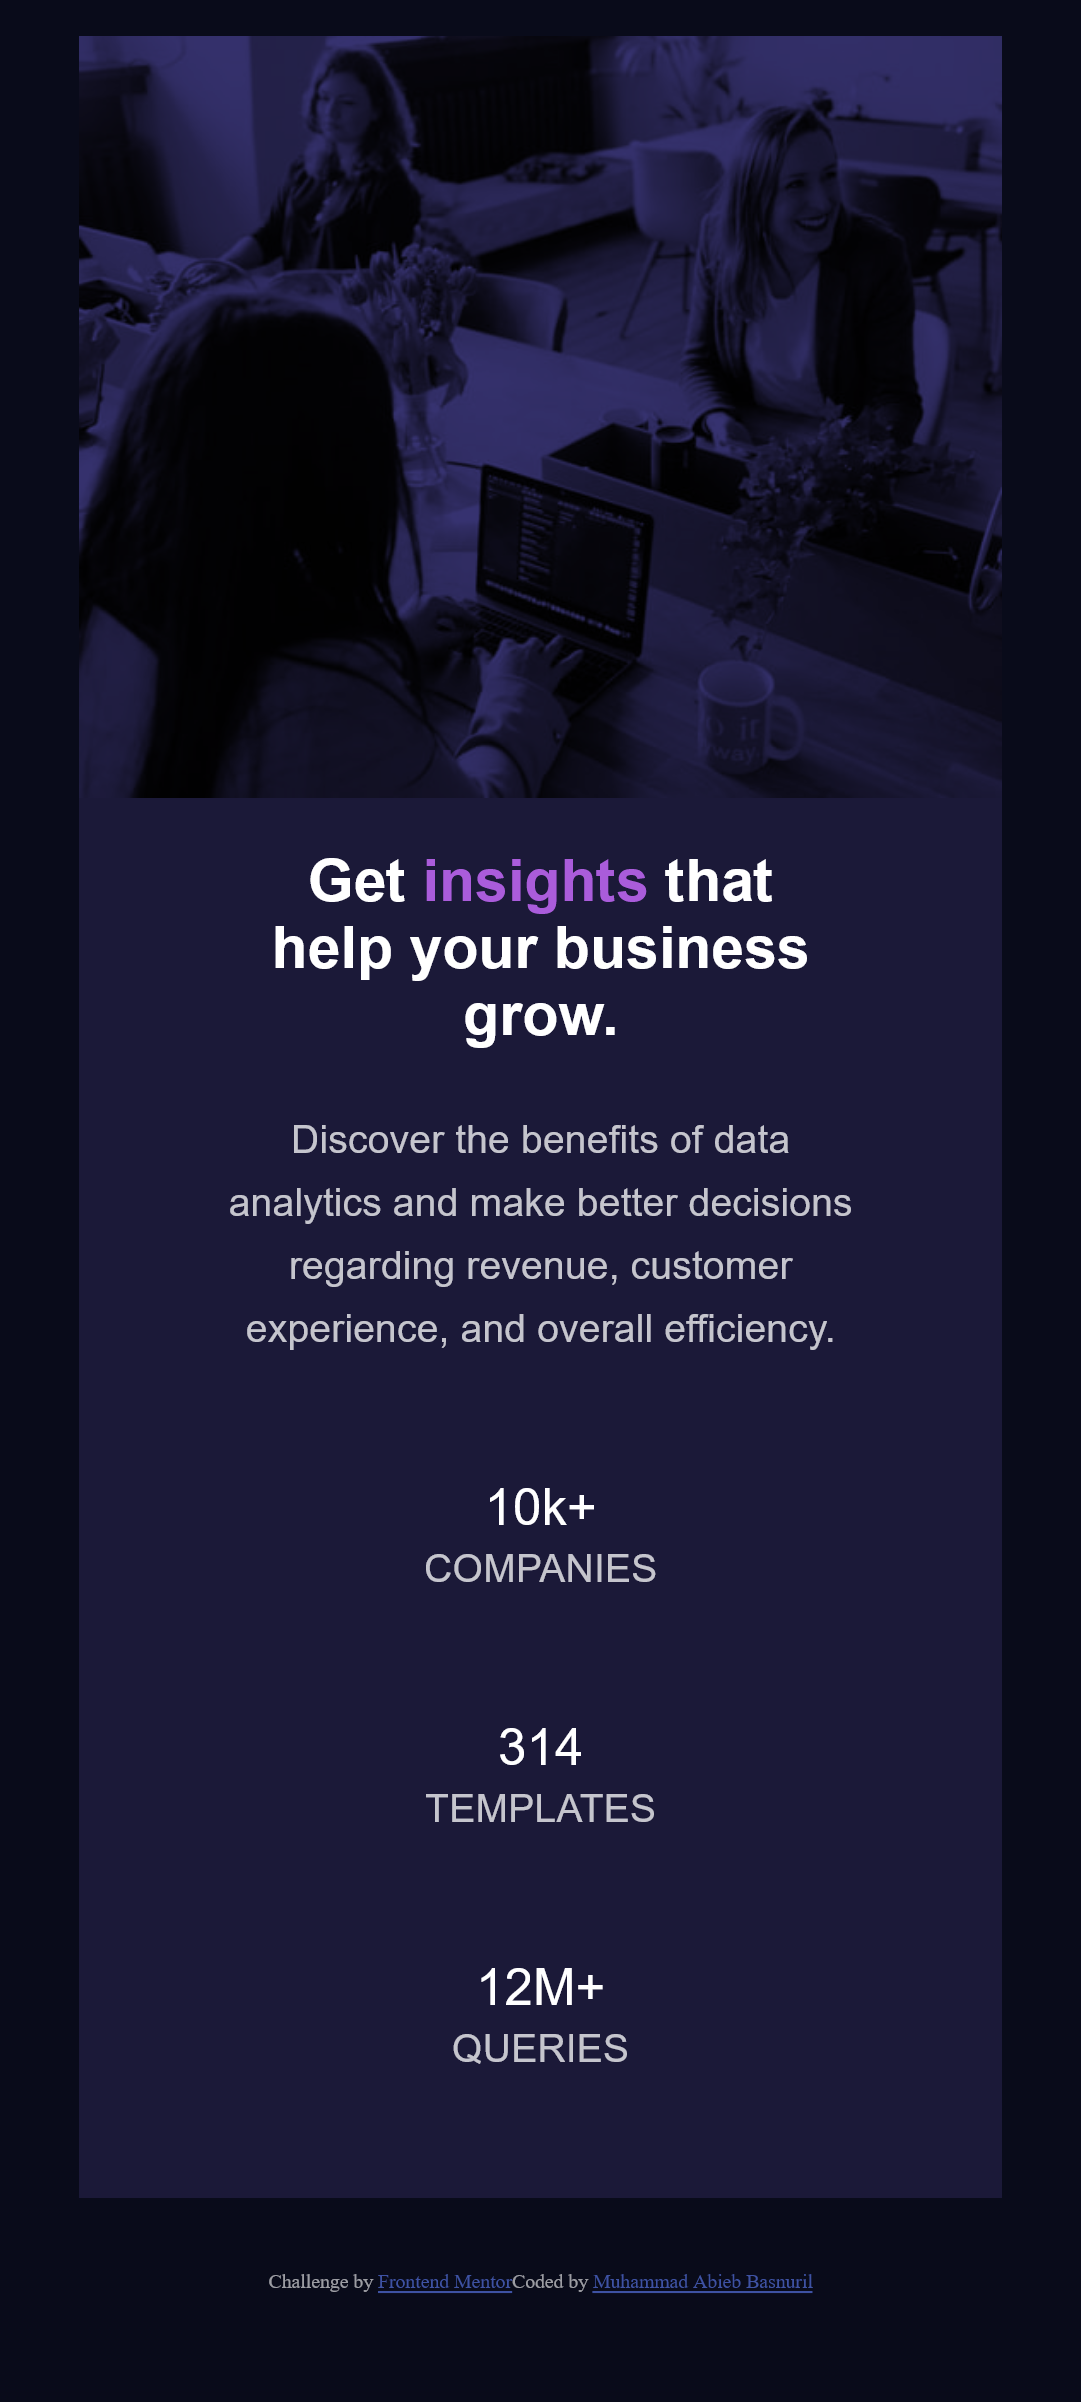 Get insights that
help your business
grow.
Discover the benefits of data
analytics and make better decisions
regarding revenue, customer
experience, and overall efficiency.
10k+
COMPANIES
314
TEMPLATES
12M+
QUERIES
Challenge by Frontend MentorCoded by Muhammad Abieb Basnuril